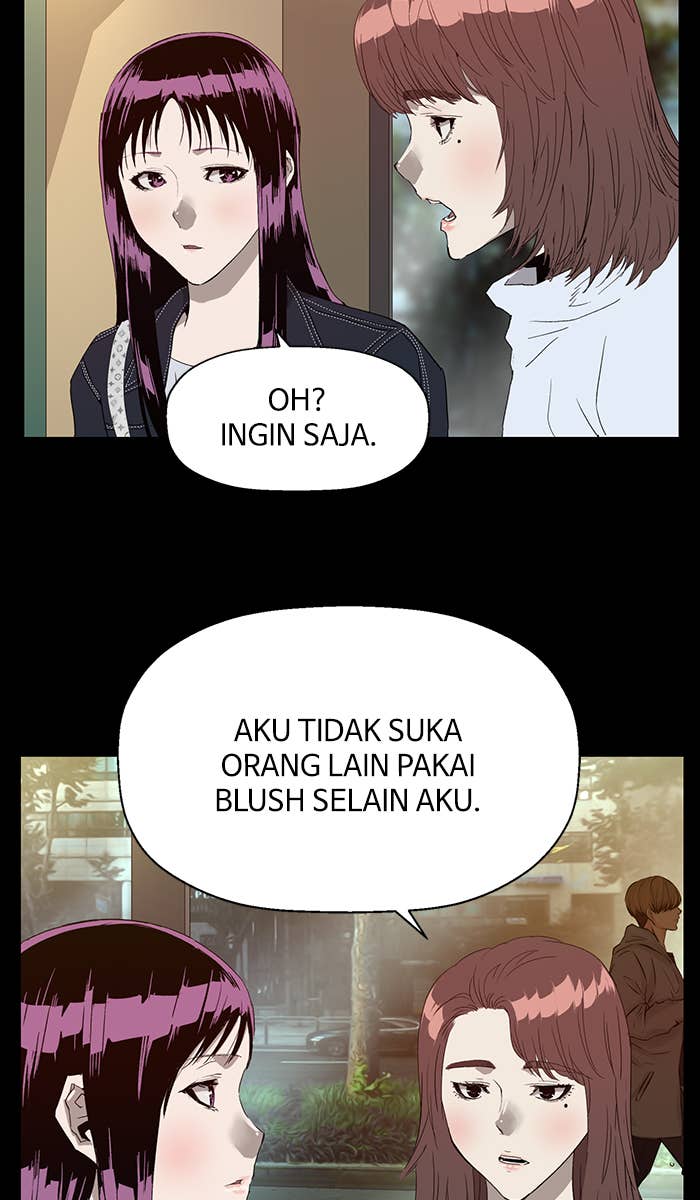 OH?
INGIN SAJA.
AKU TIDAK SUKA
ORANG LAIN PAKAI
BLUSH SELAIN AKU.